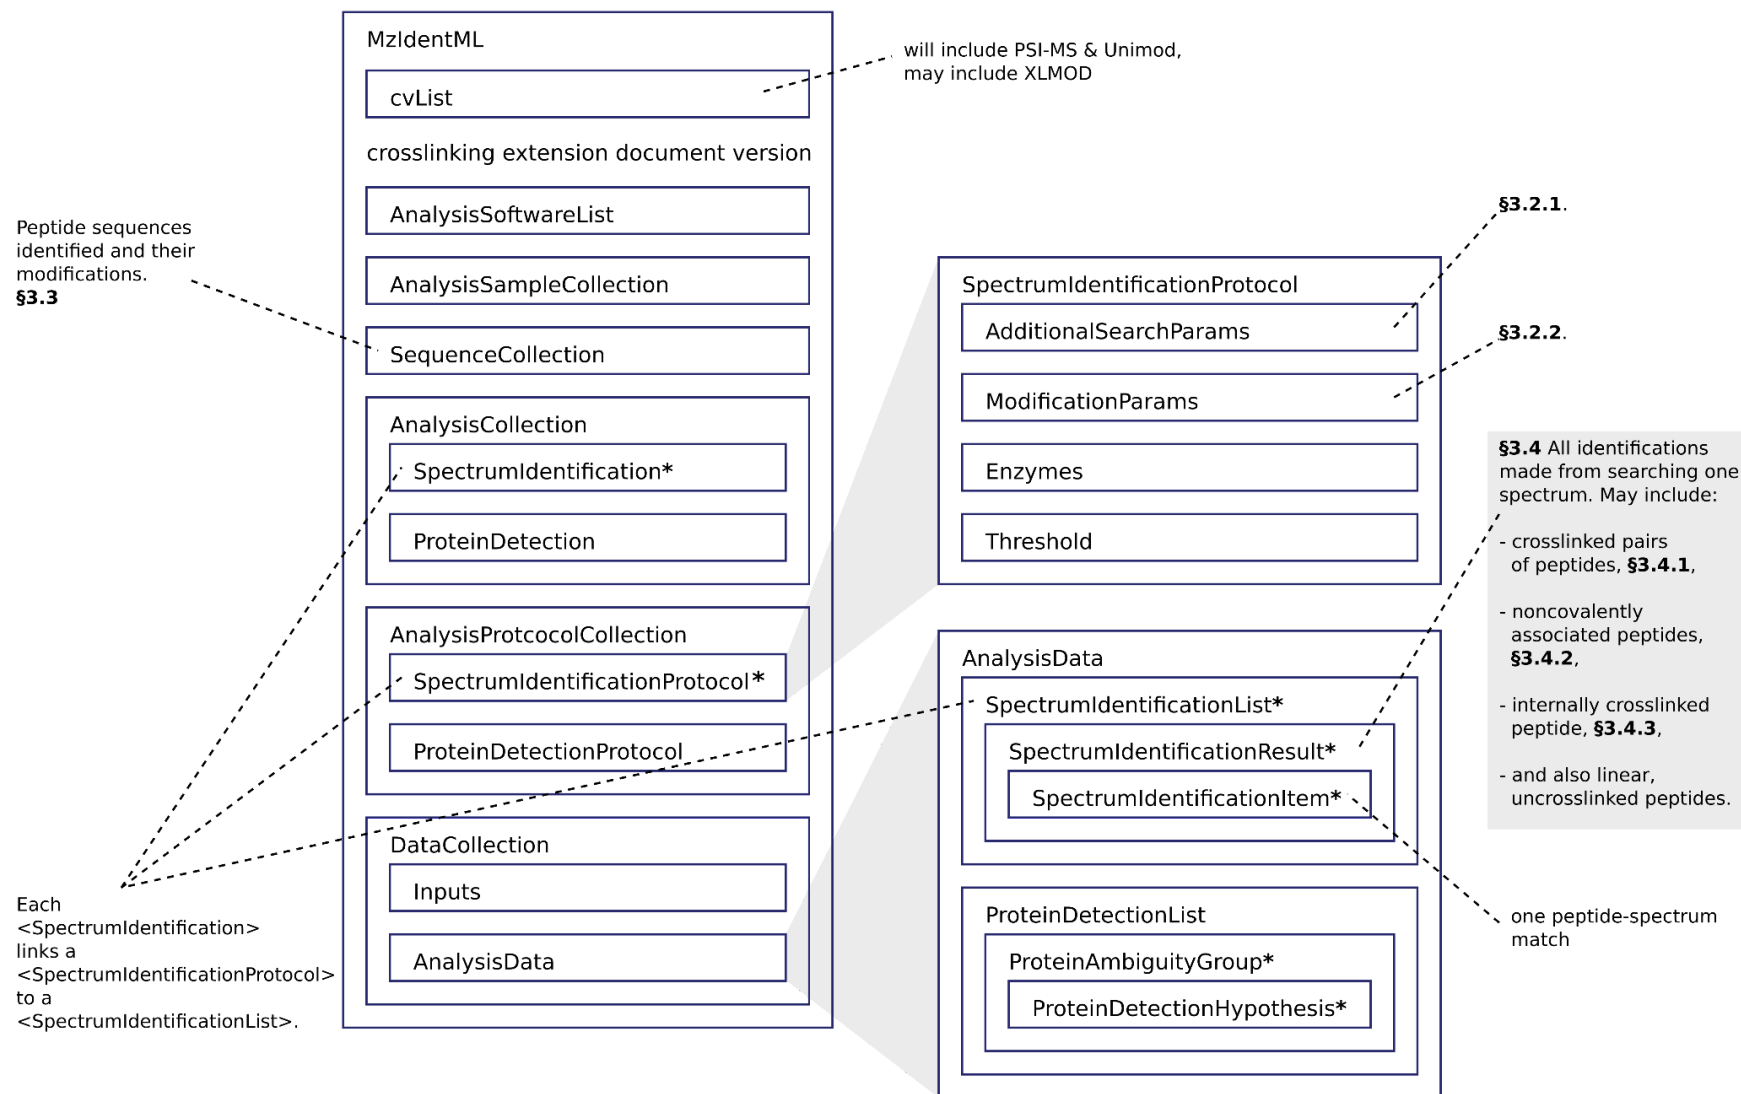 MzIdentML
cvList
will include PSI-MS & Unimod,
may include XLMOD
crosslinking extension document version
AnalysisSoftwareList
AnalysisSampleCollection
SequenceCollection
Peptide sequences
identified and their
modifications.
§3.3
AnalysisCollection
SpectrumIdentification*
ProteinDetection
AnalysisProtcocolCollection
SpectrumIdentificationProtocol*
ProteinDetectionProtocol
DataCollection
Inputs
AnalysisData
Each
<SpectrumIdentification>
links a
<SpectrumIdentificationProtocol>
to a
<SpectrumIdentificationList>.
SpectrumIdentificationProtocol
AdditionalSearchParams
ModificationParams
Enzymes
Threshold
§3.2.1.
§3.2.2.
AnalysisData
SpectrumIdentificationList*
SpectrumIdentificationResult*
SpectrumIdentificationItem*
ProteinDetectionList
ProteinAmbiguityGroup*
ProteinDetectionHypothesis*
§3.4 All identifications
made from searching one
spectrum. May include:
- crosslinked pairs
of peptides, §3.4.1,
- noncovalently
associated peptides,
§3.4.2,
- internally crosslinked
peptide, §3.4.3,
- and also linear,
uncrosslinked peptides.
one peptide-spectrum
match